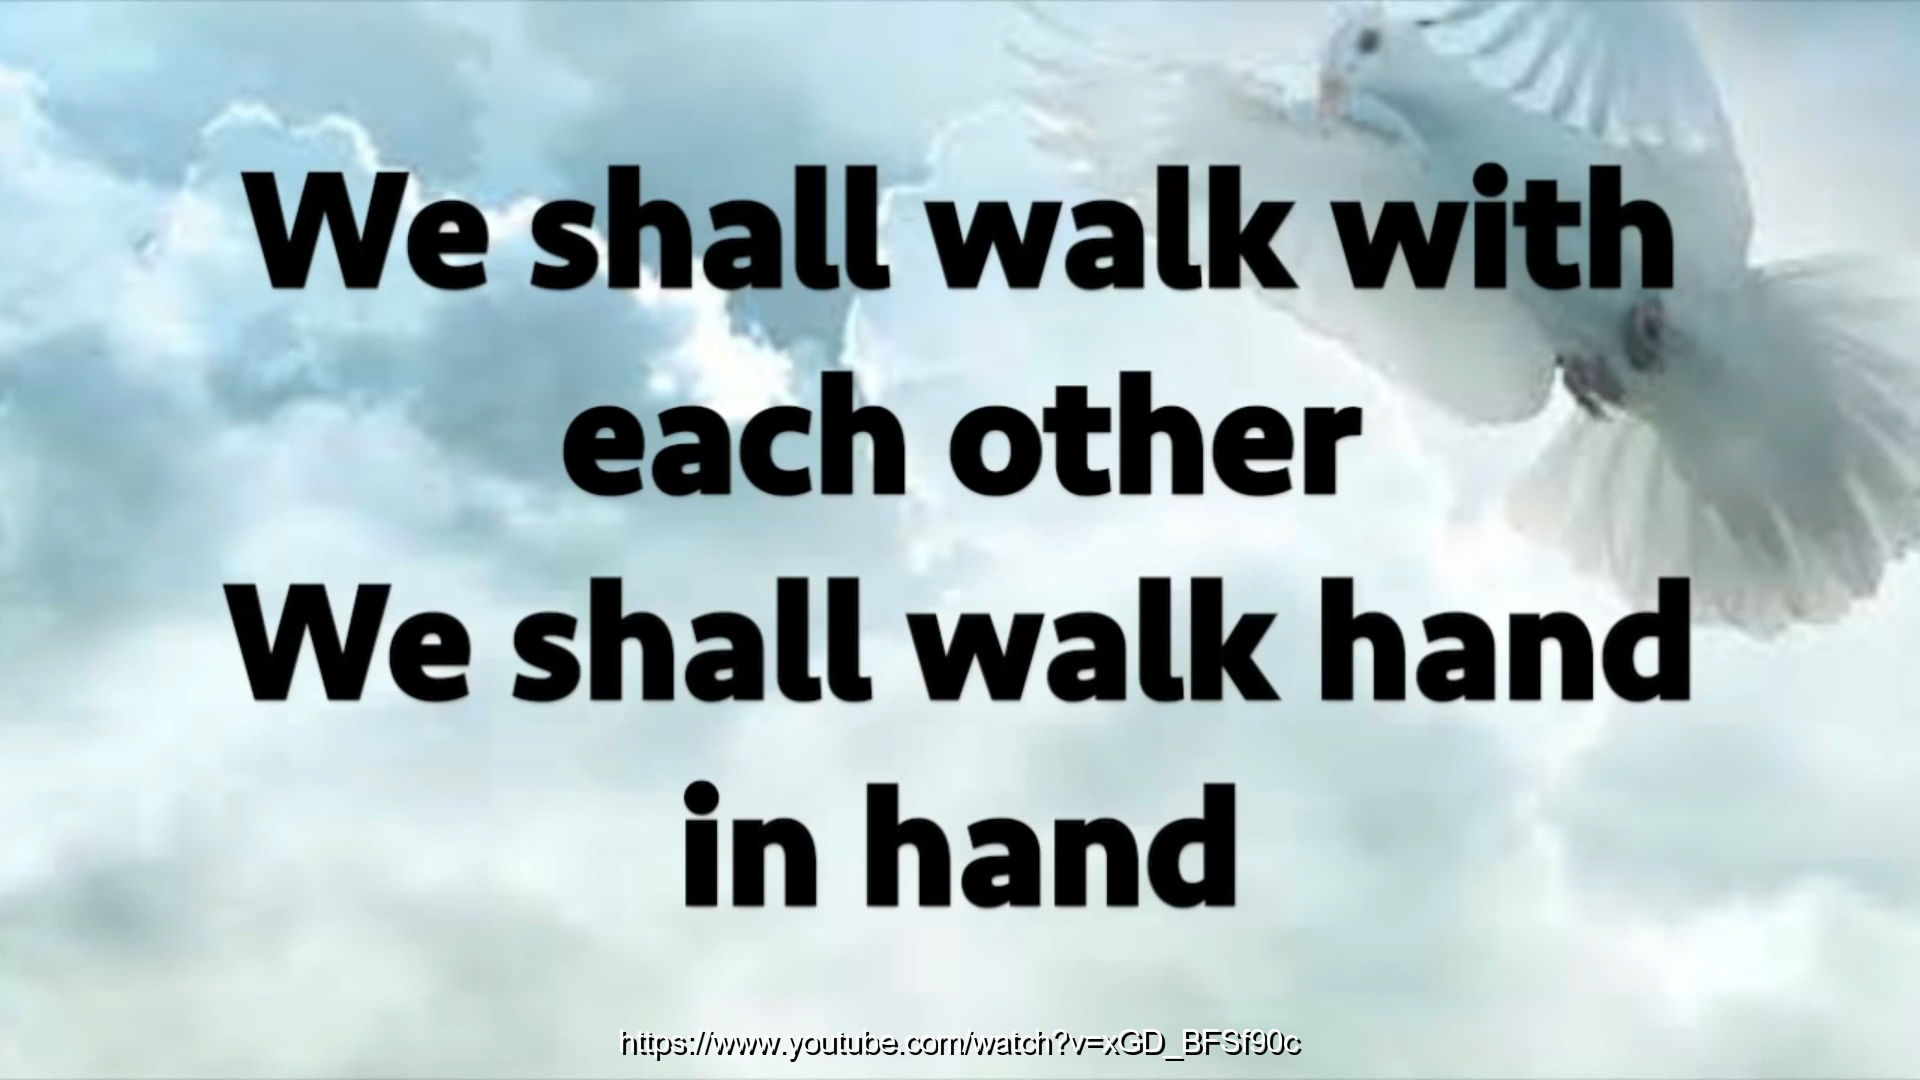 We shall walk with
each other
We shall walk hand
in hand
https://www.youtube.com/watch?v=xGD_BFSf90c